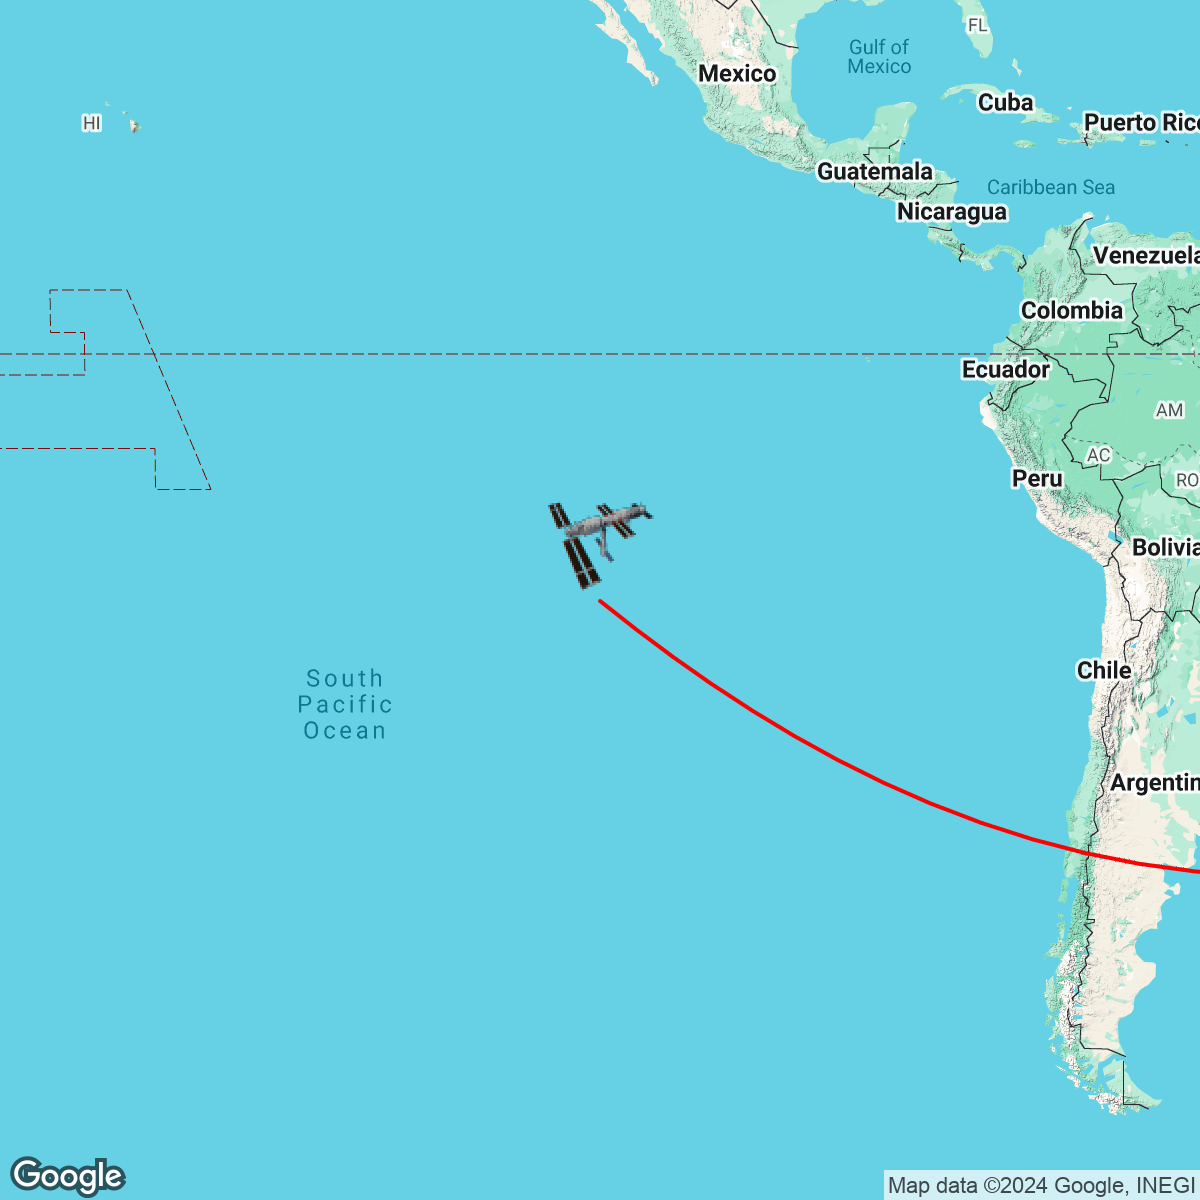 FL
Gulf of
Mexico
Mexico
Cuba
HI
Puerto Rico
Guatemala
Caribbean Sea
Nicaragua
Venezuela
Colombia
Ecuador
AM
AC
Peru
RO
Bolivia
South
Pacific
Ocean
Chile
Argentin
Google
Map data ©2024 Google, INEGI